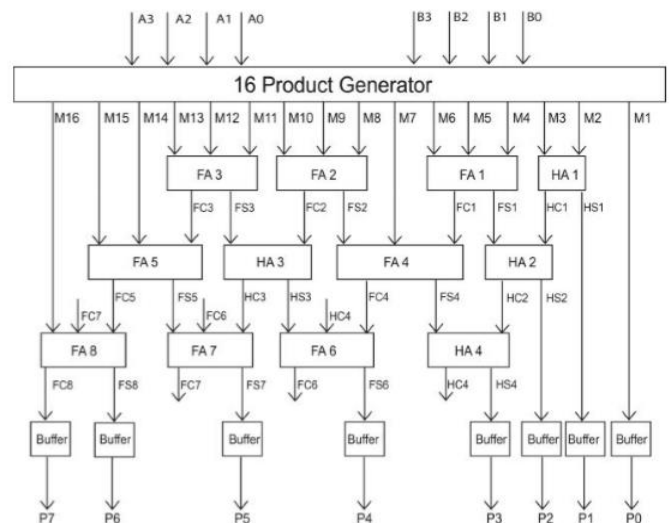 A3 A2 A1 A0 B3 B2 B1 B0
16 Product Generator
M16 M15 M14 M13 M12 M11 M10 M9 M8 M7 M6 M5 M4 M3 M2 M1
FA 3 FA 2 FA 1 HA 1
FC3 FS3 FC2 FS2 FC1 FS1 HC1 HS1
FA 5 HA 3 FA 4 HA 2
FC7 FC5 FS5 FC6 HC3 HS3 HC4 FC4 FS4 HC2 HS2
FA 8 FA 7 FA 6 HA 4
FC8 FS8 FC7 FS7 FC6 FS6 HC4 HS4
Buffer Buffer Buffer Buffer Buffer Buffer Buffer Buffer
P7 P6 P5 P4 P3 P2 P1 P0